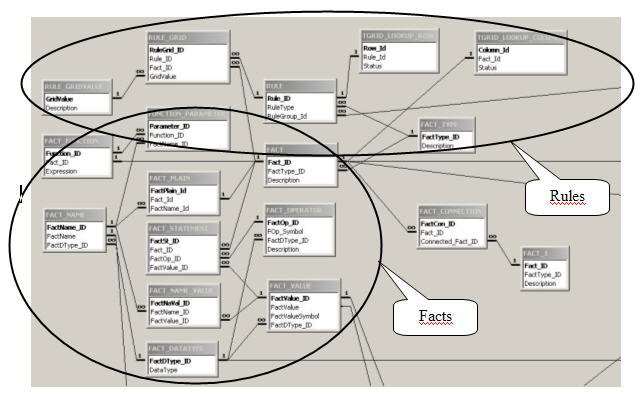 RULE_GRID
RuleGrid_ID
Rule_ID
Fact_ID
GridValue
TGRID_LOOKUP_ROW
Row_Id
Rule_Id
Status
Column_Id
Fact_Id
Status
RULE_GRIDVALUE
GridValue
Description
RULE
Rule_ID
RuleType
RuleGroup_Id
FUNCTION_PARAMETER
Parameter_ID
Function_ID
FactName_ID
FACT_TYPE
FactType_ID
Description
FACT_FUNCTION
Function_ID
Fact_ID
Expression
FACT
Fact_ID
FactType_ID
Description
FACT_PLAIN
FactPlain_Id
Fact_Id
FactName_Id
Rules
FACT_NAME
FactName_ID
FactName
FactDType_ID
FACT_STATEMENT
FactSt_ID
Fact_ID
FactOp_ID
FactValue_ID
FACT_OPERATOR
FactOp_ID
FOp_Symbol
FactDType_ID
Description
FACT_CONNECTION
FactCon_ID
Fact_ID
Connected_Fact_ID
FACT_1
Fact_ID
FactType_ID
Description
FACT_NAME_VALUE
FactNaVal_ID
FactName_ID
FactValue_ID
FACT_VALUE
FactValue_ID
FactValue
FactValueSymbol
FactDType_ID
Facts
FACT_DATATYPE
FactDType_ID
DataType